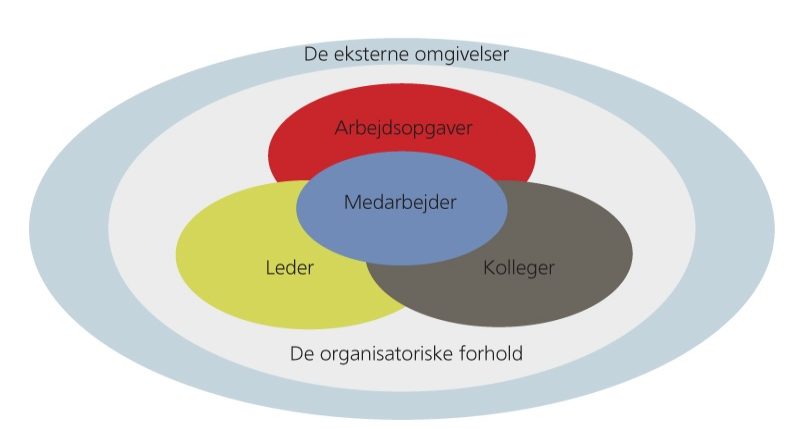 De eksterne omgivelser
Arbejdsopgaver
Medarbejder
Leder
Kolleger
De organisatoriske forhold